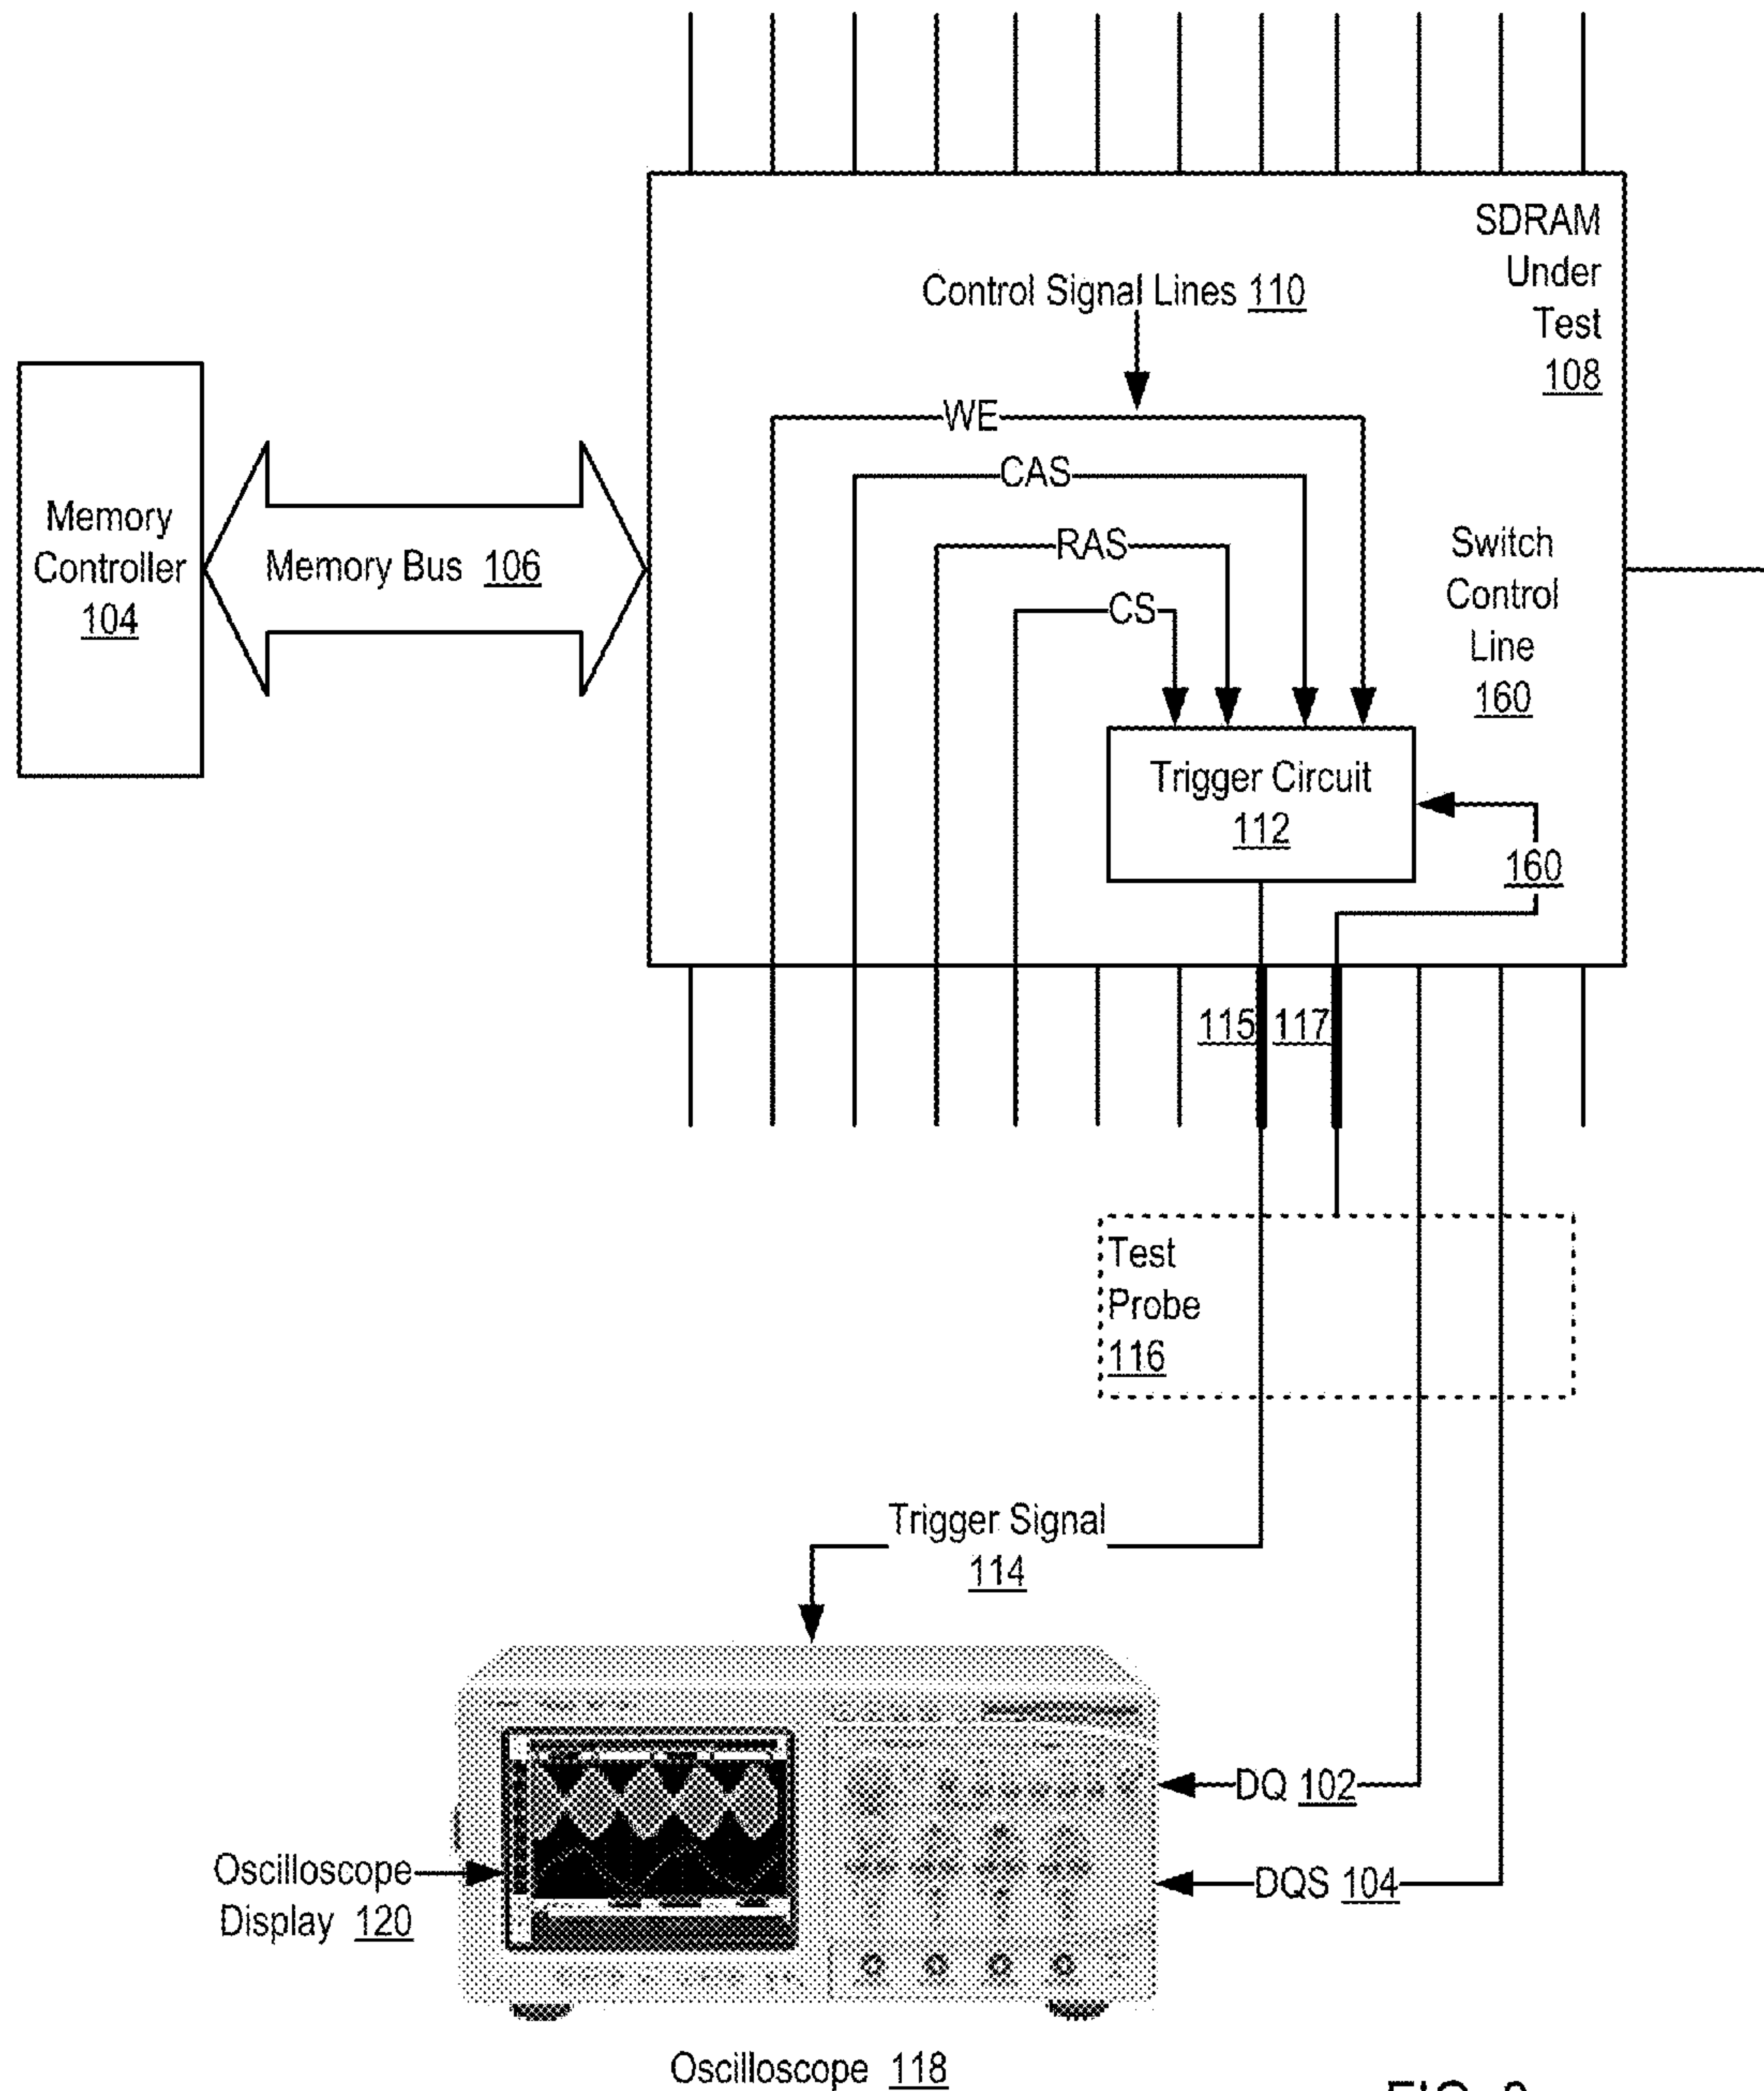 SDRAM
Under
Test
108
Control Signal Lines 110
WE
CAS
RAS
CS
Memory
Controller
104
Memory Bus 106
Switch
Control
Line
160
Trigger Circuit
112
160
115
117
Test
Probe
116
Trigger Signal
114
DQ 102
DQS 104
Oscilloscope
Display 120
Oscilloscope 118